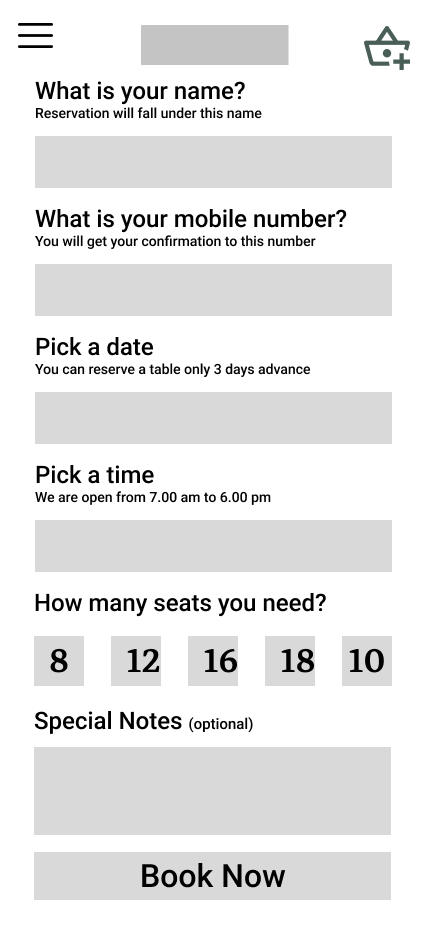 What is your name?
Reservation will fall under this name
What is your mobile number?
You will get your confirmation to this number
Pick a date
You can reserve a table only 3 days advance
Pick a time
We are open from 7.00 am to 6.00 pm
How many seats you need?
8 12 16 18 10
Special Notes (optional)
Book Now